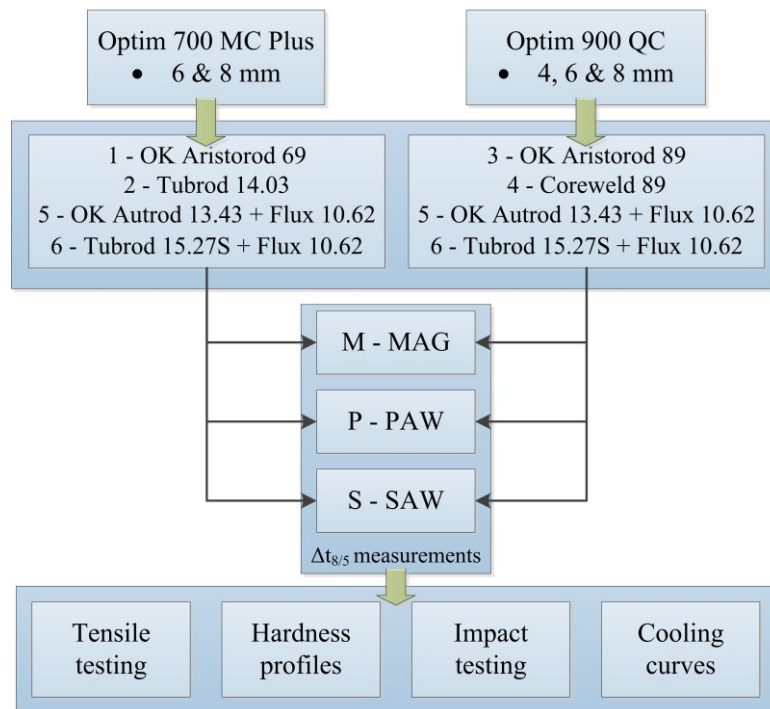 Optim 700 MC Plus
• 6 & 8 mm
Optim 900 QC
• 4, 6 & 8 mm
1 - OK Aristorod 69
2 - Tubrod 14.03
5 - OK Autrod 13.43 + Flux 10.62
6 - Tubrod 15.27S + Flux 10.62
3 - OK Aristorod 89
4 - Coreweld 89
5 - OK Autrod 13.43 + Flux 10.62
6 - Tubrod 15.27S + Flux 10.62
M - MAG
P - PAW
S - SAW
Δt8/5 measurements
Tensile
testing
Hardness
profiles
Impact
testing
Cooling
curves